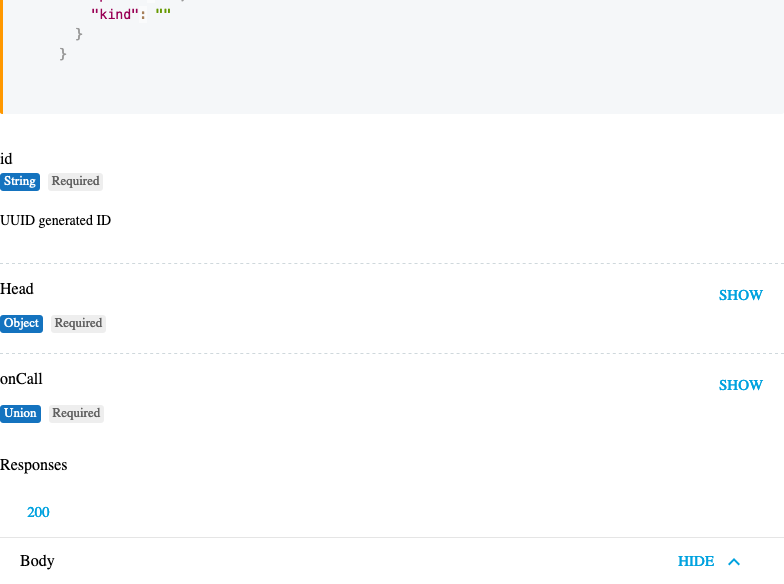 "kind": ""
}
}
id
String Required
UUID generated ID
Head
SHOW
Object Required
onCall
SHOW
Union Required
Responses
200
Body
HIDE